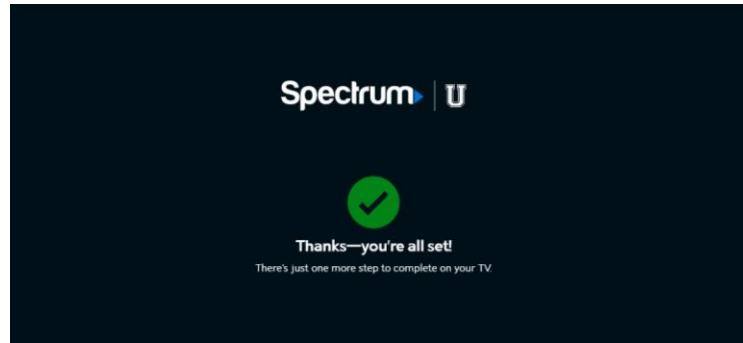 Spectrum U
Thanks—you're all set!
There's just one more step to complete on your TV.